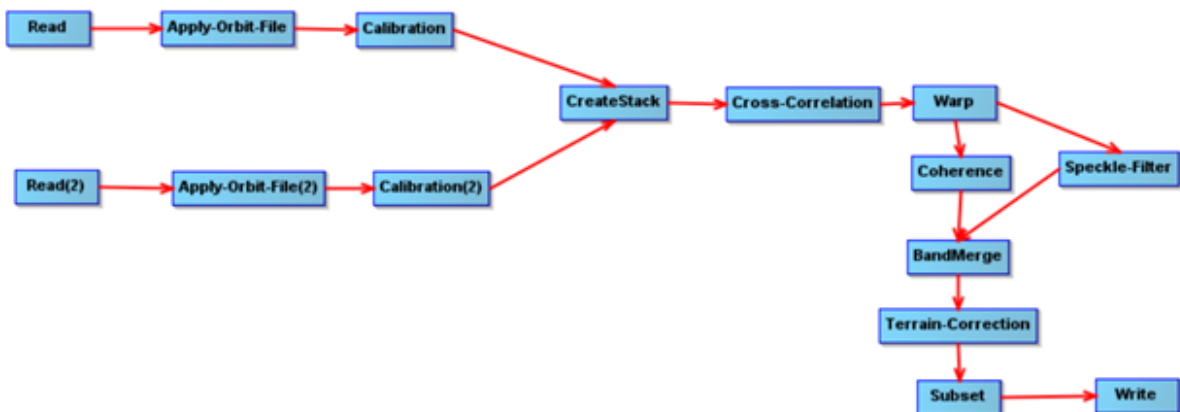 Read
Apply-Orbit-File
Calibration
CreateStack
Cross-Correlation
Warp
Read(2)
Apply-Orbit-File(2)
Calibration(2)
Coherence
Speckle-Filter
BandMerge
Terrain-Correction
Subset
Write